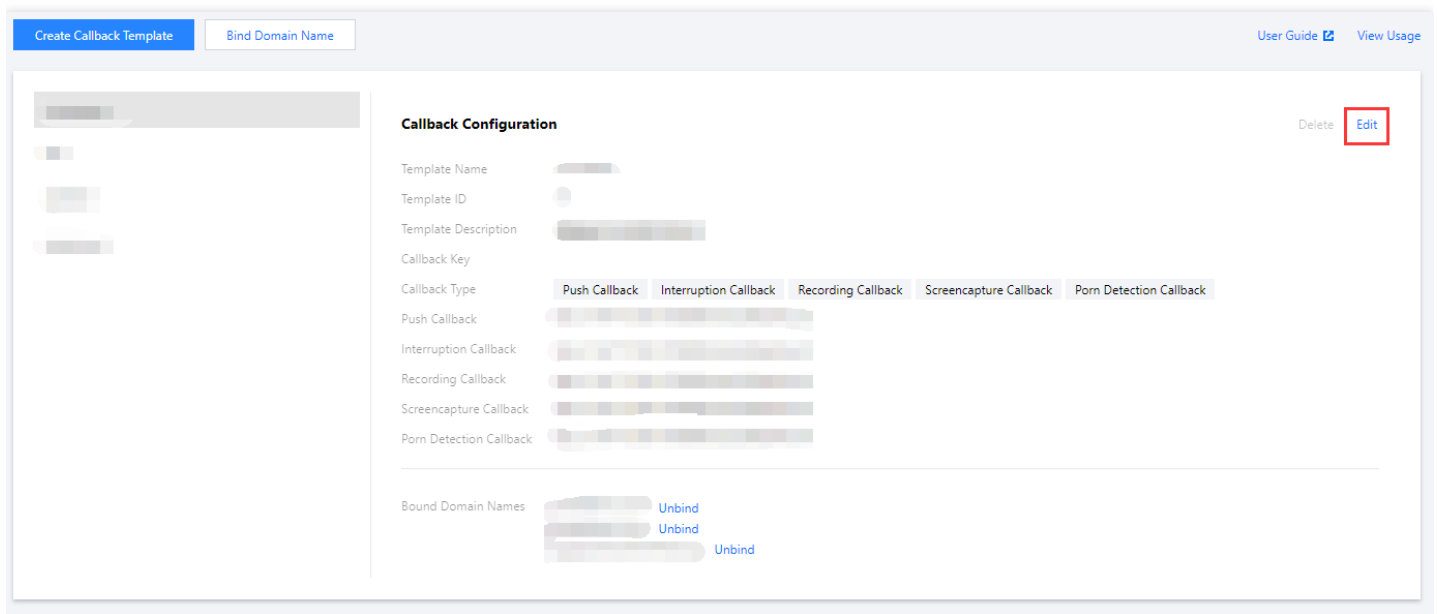 Create Callback Template Bind Domain Name User Guide View Usage
Callback Configuration Delete Edit
Template Name
Template ID
Template Description
Callback Key
Callback Type Push Callback Interruption Callback Recording Callback Screencapture Callback Porn Detection Callback
Push Callback
Interruption Callback
Recording Callback
Screencapture Callback
Porn Detection Callback
Bound Domain Names Unbind
Unbind
Unbind